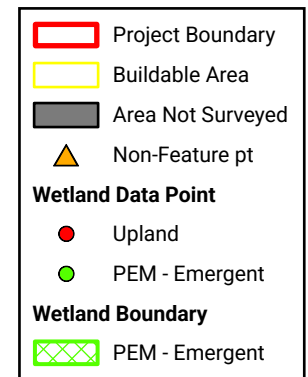 Project Boundary
Buildable Area
Area Not Surveyed
Non-Feature pt
Wetland Data Point
Upland
PEM - Emergent
Wetland Boundary
PEM - Emergent